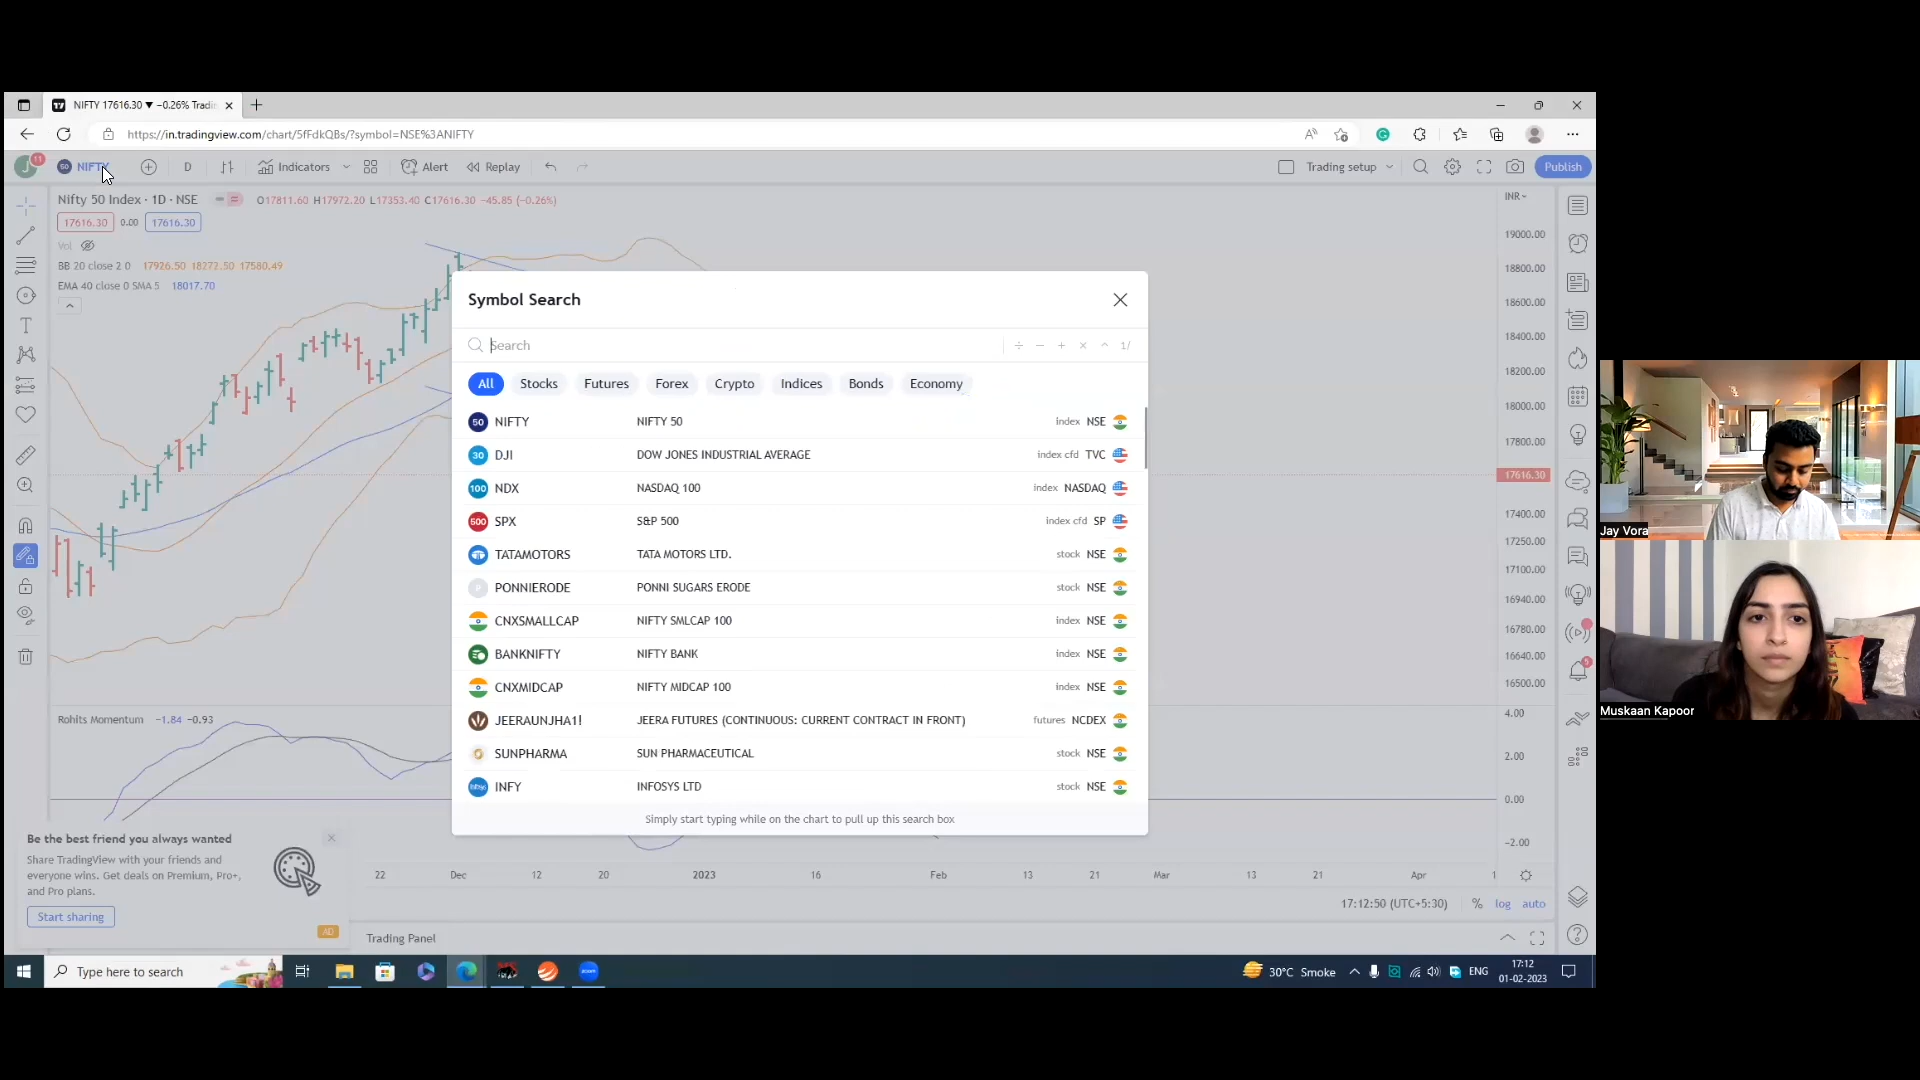 NIFTY 17616.30 ▼ −0.26% Tradi
https://in.tradingview.com/chart/5fFdkQBs/?symbol=NSE%3ANIFTY
J 11 50 NIFTY D Indicators Alert Replay Trading setup Publish
Nifty 50 Index · 1D · NSE O17811.60 H17972.20 L17353.40 C17616.30 −45.85 (−0.26%)
17616.30 0.00 17616.30
Vol
BB 20 close 2 0 17926.50 18272.50 17580.49
EMA 40 close 0 SMA 5 18017.70
INR
19000.00
18800.00
18600.00
18400.00
18200.00
18000.00
17800.00
17616.30
17400.00
17250.00
17100.00
16940.00
16780.00
16640.00
16500.00
4.00
2.00
0.00
−2.00
Symbol Search
Search ÷ − + × ^ 1/
All Stocks Futures Forex Crypto Indices Bonds Economy
50 NIFTY NIFTY 50 index NSE
30 DJI DOW JONES INDUSTRIAL AVERAGE index cfd TVC
100 NDX NASDAQ 100 index NASDAQ
500 SPX S&P 500 index cfd SP
TATAMOTORS TATA MOTORS LTD. stock NSE
P PONNIERODE PONNI SUGARS ERODE stock NSE
CNXSMALLCAP NIFTY SMLCAP 100 index NSE
BANKNIFTY NIFTY BANK index NSE
CNXMIDCAP NIFTY MIDCAP 100 index NSE
JEERAUNJHA1! JEERA FUTURES (CONTINUOUS: CURRENT CONTRACT IN FRONT) futures NCDEX
SUNPHARMA SUN PHARMACEUTICAL stock NSE
INFY INFOSYS LTD stock NSE
Simply start typing while on the chart to pull up this search box
Rohits Momentum −1.84 −0.93
Be the best friend you always wanted
Share TradingView with your friends and
everyone wins. Get deals on Premium, Pro+,
and Pro plans.
Start sharing
AD
22 Dec 12 20 2023 16 Feb 13 21 Mar 13 21 Apr 1
17:12:50 (UTC+5:30) % log auto
Trading Panel
Type here to search
30°C Smoke ENG 17:12
01-02-2023
Jay Vora
Muskaan Kapoor